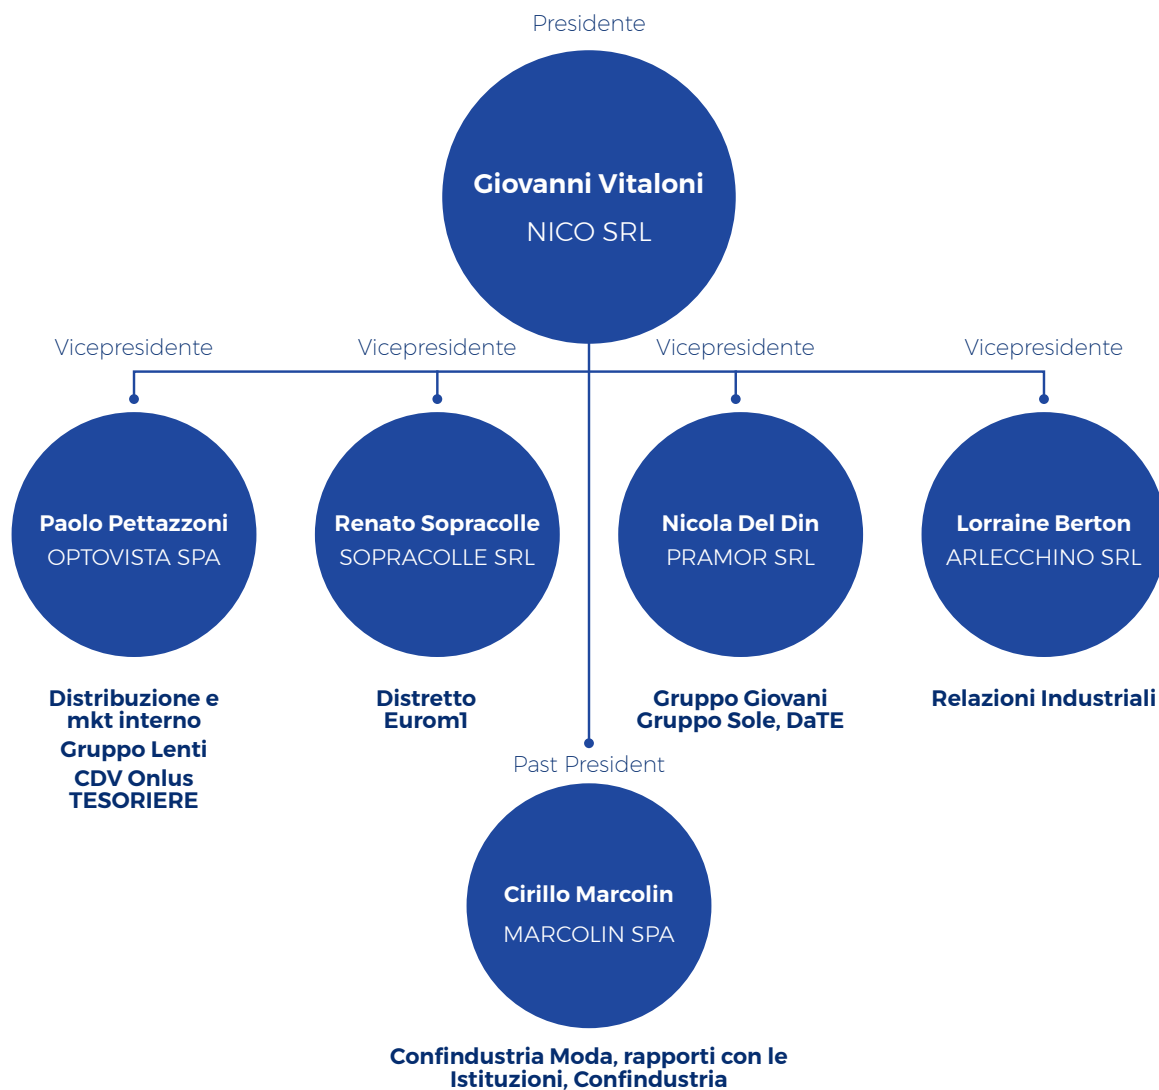 Presidente
Giovanni Vitaloni
NICO SRL
Vicepresidente
Vicepresidente
Vicepresidente
Vicepresidente
Paolo Pettazzoni
OPTOVISTA SPA
Renato Sopracolle
SOPRACOLLE SRL
Nicola Del Din
PRAMOR SRL
Lorraine Berton
ARLECCHINO SRL
Distribuzione e
mkt interno
Gruppo Lenti
CDV Onlus
TESORIERE
Distretto
Eurom1
Gruppo Giovani
Gruppo Sole, DaTE
Relazioni Industriali
Past President
Cirillo Marcolin
MARCOLIN SPA
Confindustria Moda, rapporti con le
Istituzioni, Confindustria